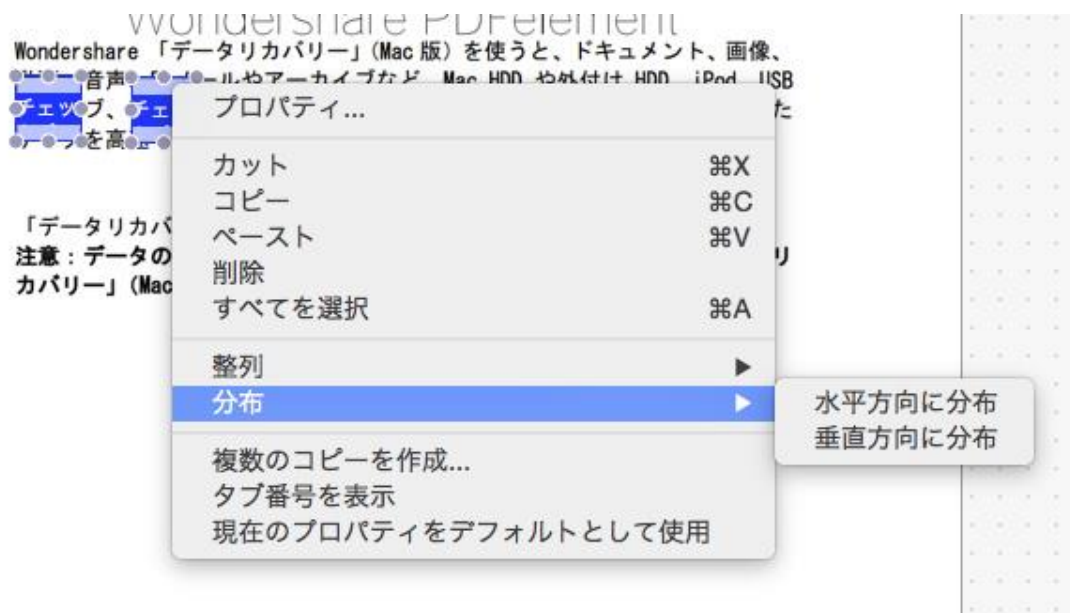 Wondershare PDFelement
Wondershare 「データリカバリー」(Mac 版) を使うと、ドキュメント、画像、
音声 ールやアーカイブなど、Mac HDD や外付け HDD、iPod、USB
チェッ ブ、チェ た
を高
プロパティ...
カット ⌘X
コピー ⌘C
ペースト ⌘V
削除
すべてを選択 ⌘A
「データリカバ
注意：データの リ
カバリー」(Mac
整列 ▶
分布 ▶
水平方向に分布
垂直方向に分布
複数のコピーを作成...
タブ番号を表示
現在のプロパティをデフォルトとして使用